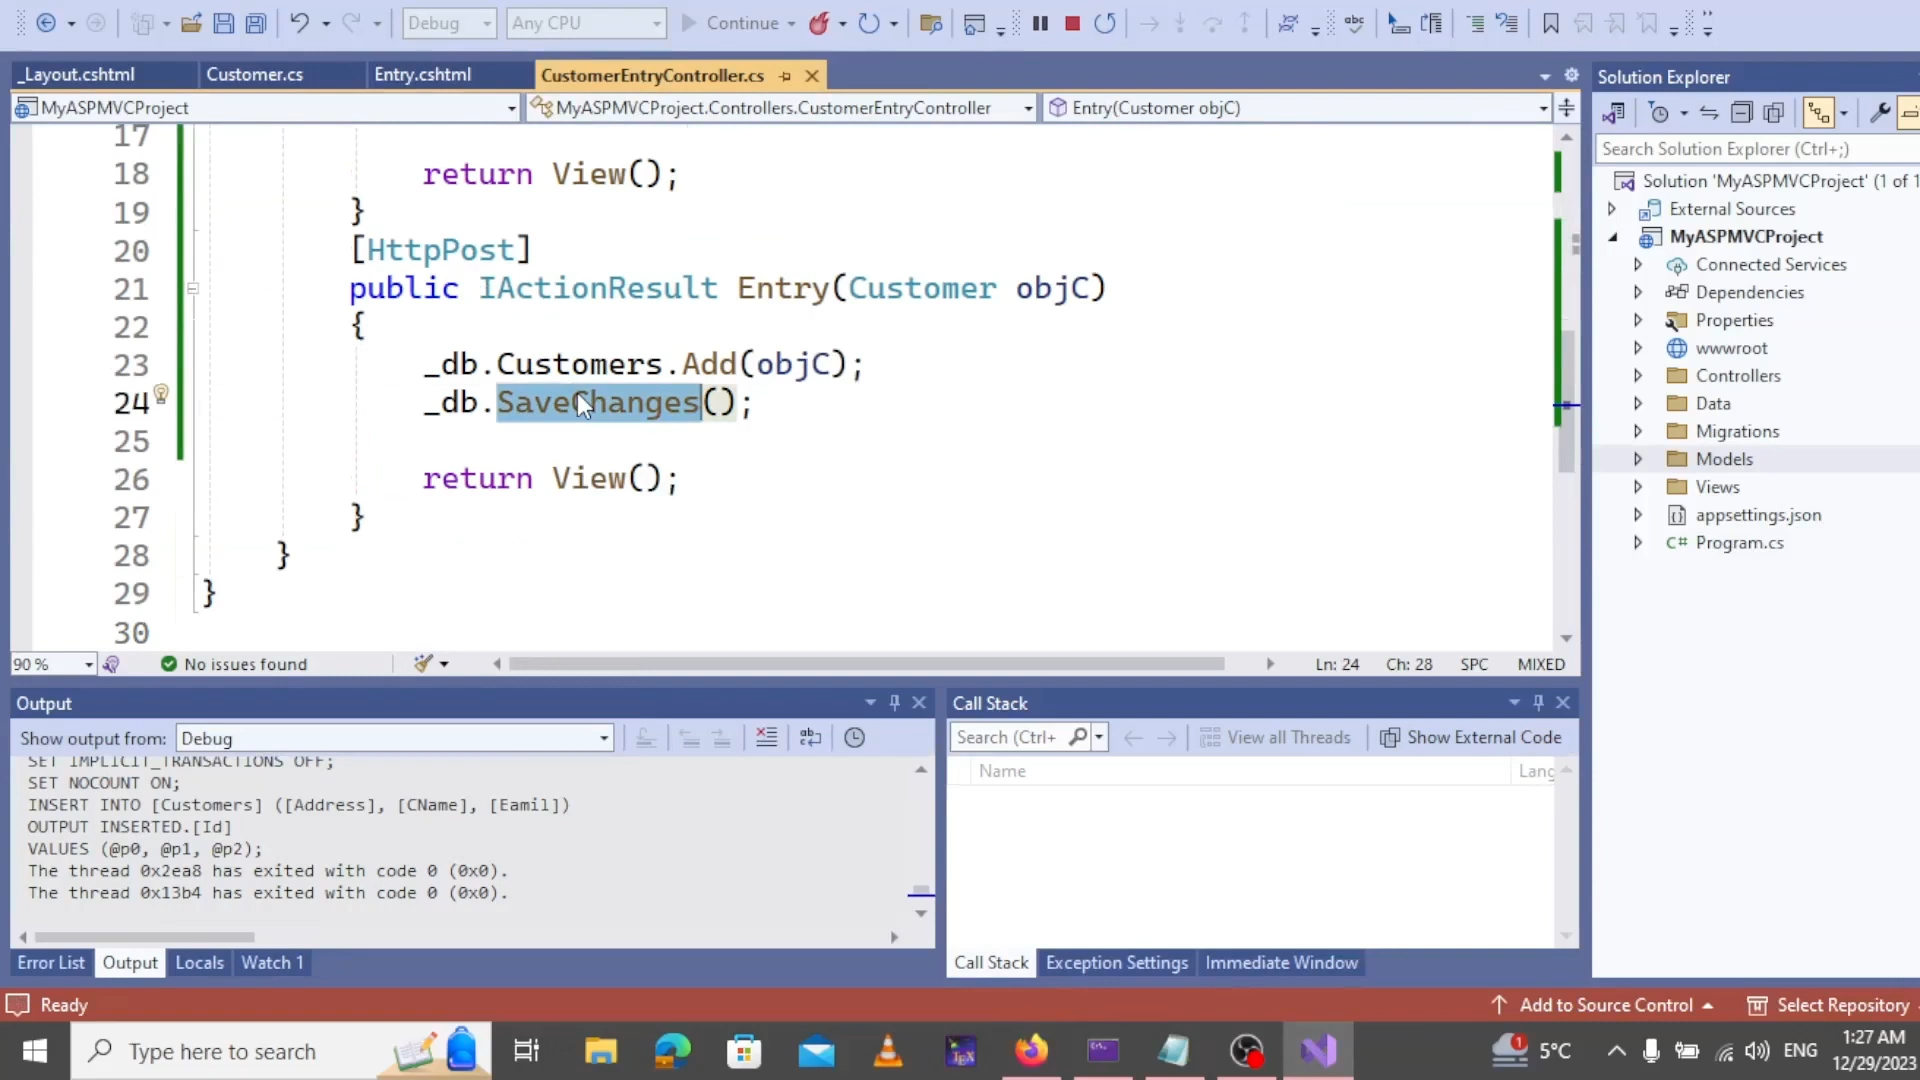 Debug
Any CPU
Continue
abc
_Layout.cshtml
Customer.cs
Entry.cshtml
CustomerEntryController.cs
MyASPMVCProject
MyASPMVCProject.Controllers.CustomerEntryController
Entry(Customer objC)
17
18 return View();
19 }
20 [HttpPost]
21 public IActionResult Entry(Customer objC)
22 {
23 _db.Customers.Add(objC);
24 _db.SaveChanges();
25
26 return View();
27 }
28 }
29 }
30
90 %
No issues found
Ln: 24 Ch: 28 SPC MIXED
Solution Explorer
Search Solution Explorer (Ctrl+;)
Solution 'MyASPMVCProject' (1 of 1
External Sources
MyASPMVCProject
Connected Services
Dependencies
Properties
wwwroot
Controllers
Data
Migrations
Models
Views
appsettings.json
C# Program.cs
Output
Show output from: Debug
SET IMPLICIT_TRANSACTIONS OFF;
SET NOCOUNT ON;
INSERT INTO [Customers] ([Address], [CName], [Eamil])
OUTPUT INSERTED.[Id]
VALUES (@p0, @p1, @p2);
The thread 0x2ea8 has exited with code 0 (0x0).
The thread 0x13b4 has exited with code 0 (0x0).
Error List Output Locals Watch 1
Call Stack
Search (Ctrl+
View all Threads
Show External Code
Name
Lang
Call Stack Exception Settings Immediate Window
Ready
Add to Source Control
Select Repository
Type here to search
TEX
1
5°C
ENG
1:27 AM
12/29/2023